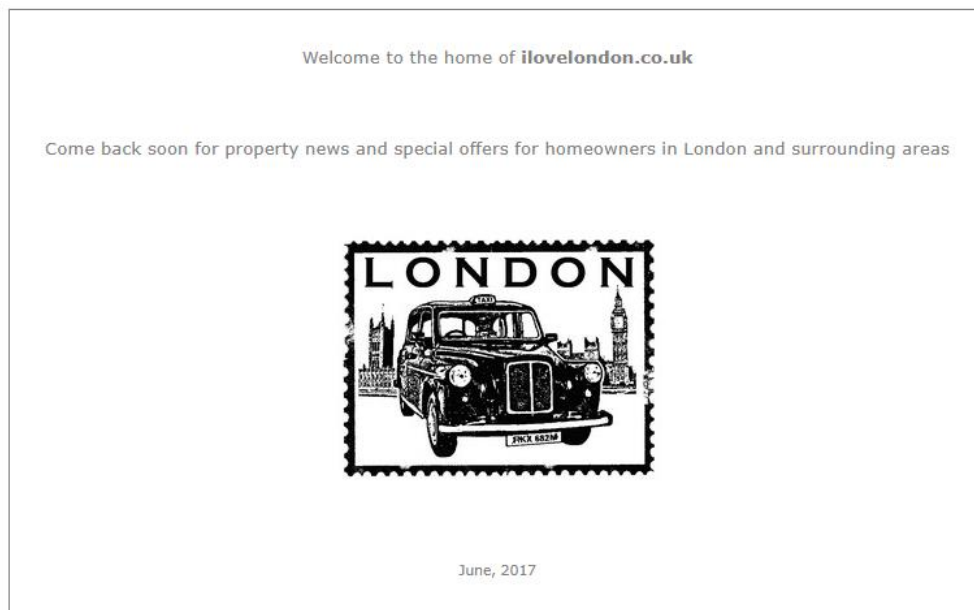 Welcome to the home of ilovelondon.co.uk
Come back soon for property news and special offers for homeowners in London and surrounding areas
LONDON
TAXI
June, 2017